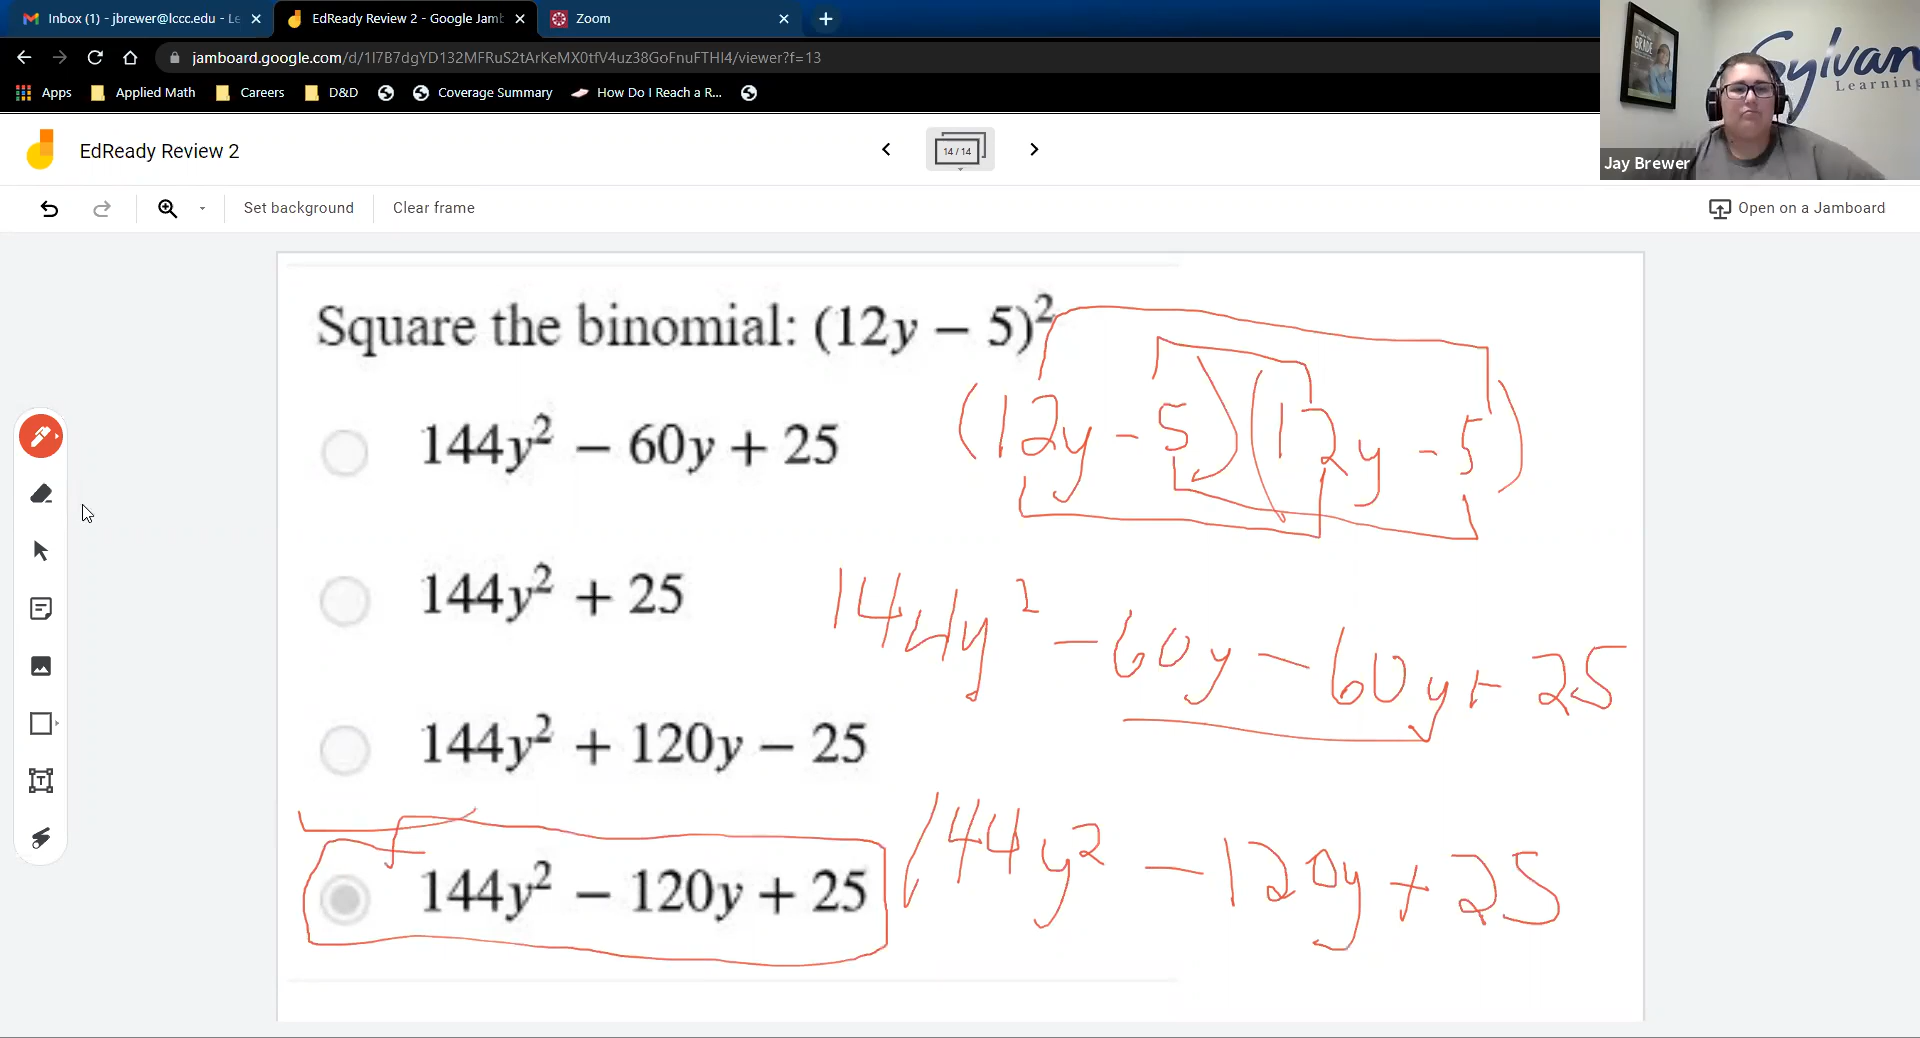 Inbox (1) - jbrewer@lccc.edu - Le
EdReady Review 2 - Google Jamb
Zoom
jamboard.google.com/d/1I7B7dgYD132MFRuS2tArKeMX0tfV4uz38GoFnuFTHI4/viewer?f=13
Apps Applied Math Careers D&D Coverage Summary How Do I Reach a R...
GRADE
Sylvan
Learning
Jay Brewer
EdReady Review 2
14 / 14
Set background Clear frame
Open on a Jamboard
Square the binomial: (12y − 5)²
(12y - 5)(12y - 5)
144y² − 60y + 25
144y² + 25
144y² - 60y - 60y + 25
144y² + 120y − 25
144y² − 120y + 25
144y² - 120y + 25